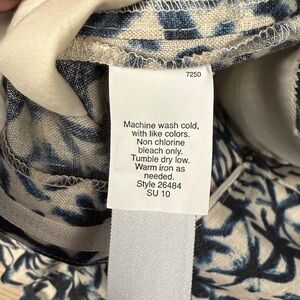 7250
Machine wash cold,
with like colors.
Non chlorine
bleach only.
Tumble dry low.
Warm iron as
needed.
Style 26484
SU 10